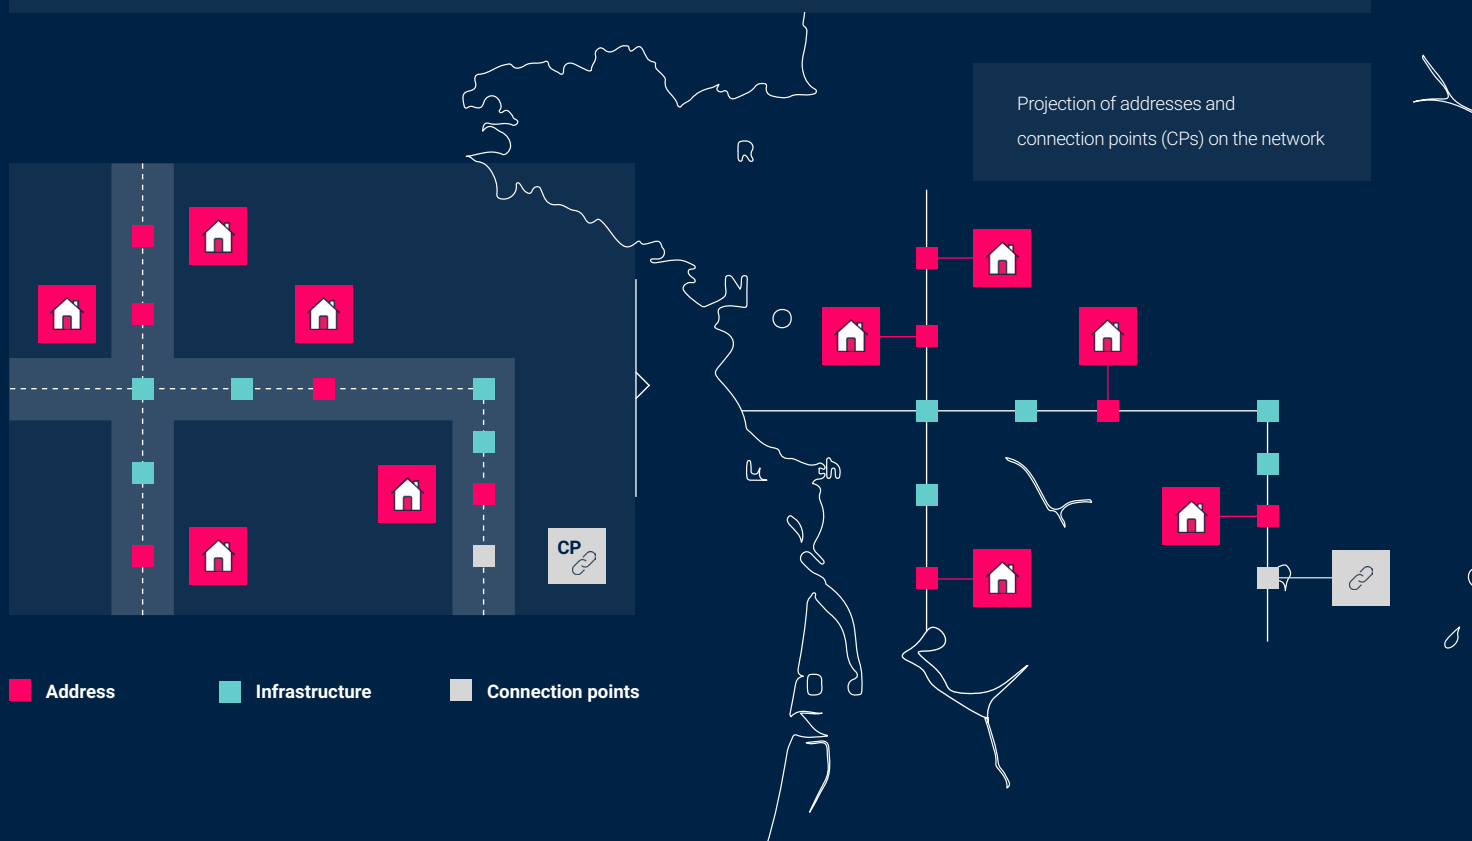 Projection of addresses and
connection points (CPs) on the network
CP
Address
Infrastructure
Connection points